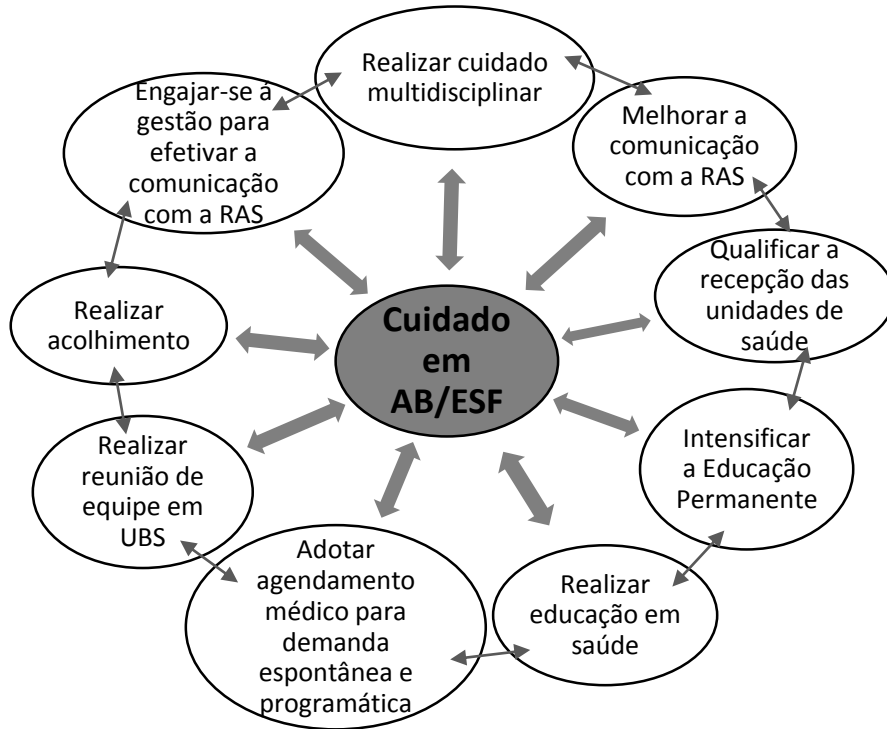 Realizar cuidado
multidisciplinar
Melhorar a
comunicação
com a RAS
Qualificar a
recepção das
unidades de
saúde
Intensificar
a Educação
Permanente
Realizar
educação em
saúde
Adotar
agendamento
médico para
demanda
espontânea e
programática
Realizar
reunião de
equipe em
UBS
Realizar
acolhimento
Engajar-se á
gestão para
efetivar a
comunicação
com a RAS
Cuidado
em
AB/ESF